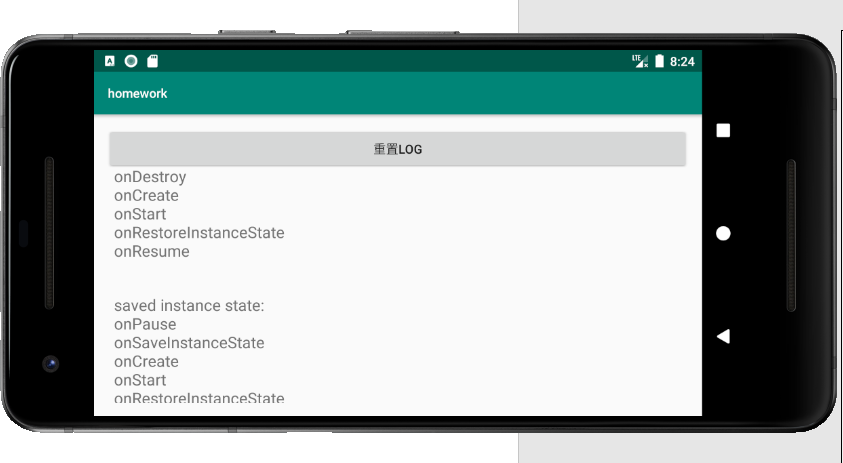 LTE 8:24
homework
重置LOG
onDestroy
onCreate
onStart
onRestoreInstanceState
onResume
saved instance state:
onPause
onSaveInstanceState
onCreate
onStart
onRestoreInstanceState